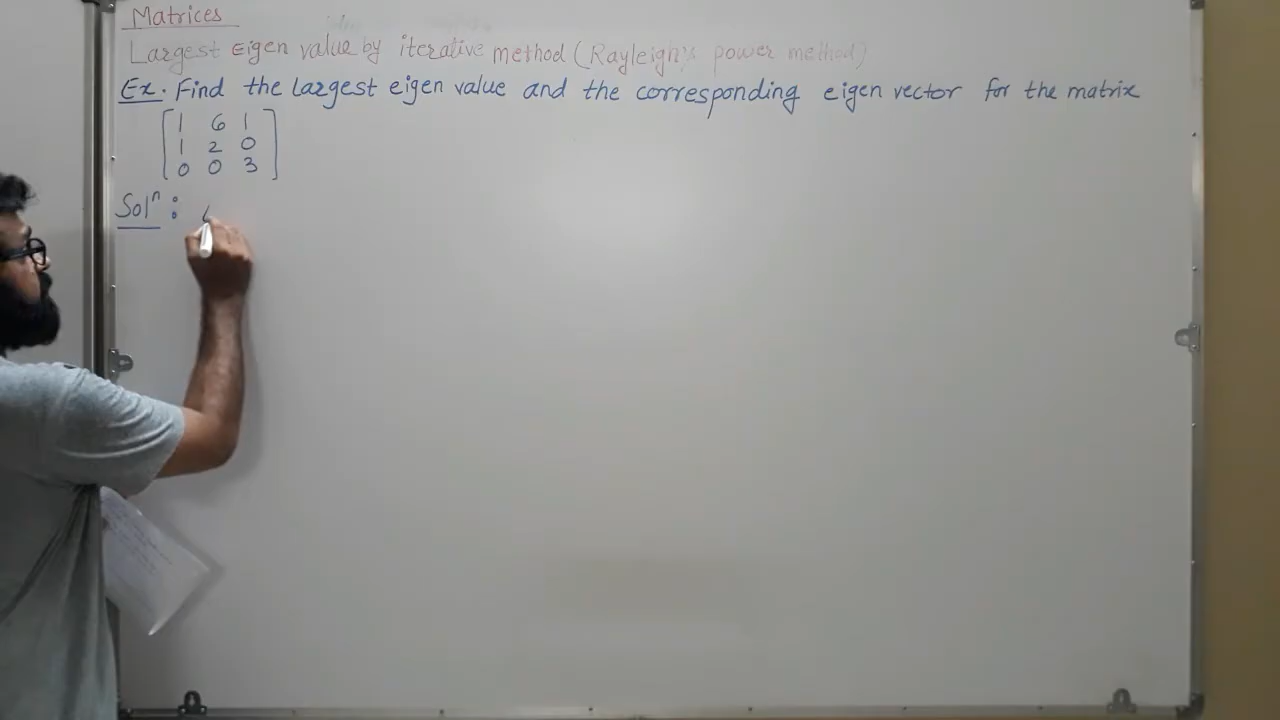 Matrices
Largest eigen value by iterative method (Rayleigh's power method)
Ex. Find the largest eigen value and the corresponding eigen vector for the matrix
1 6 1
1 2 0
0 0 3
Solⁿ :